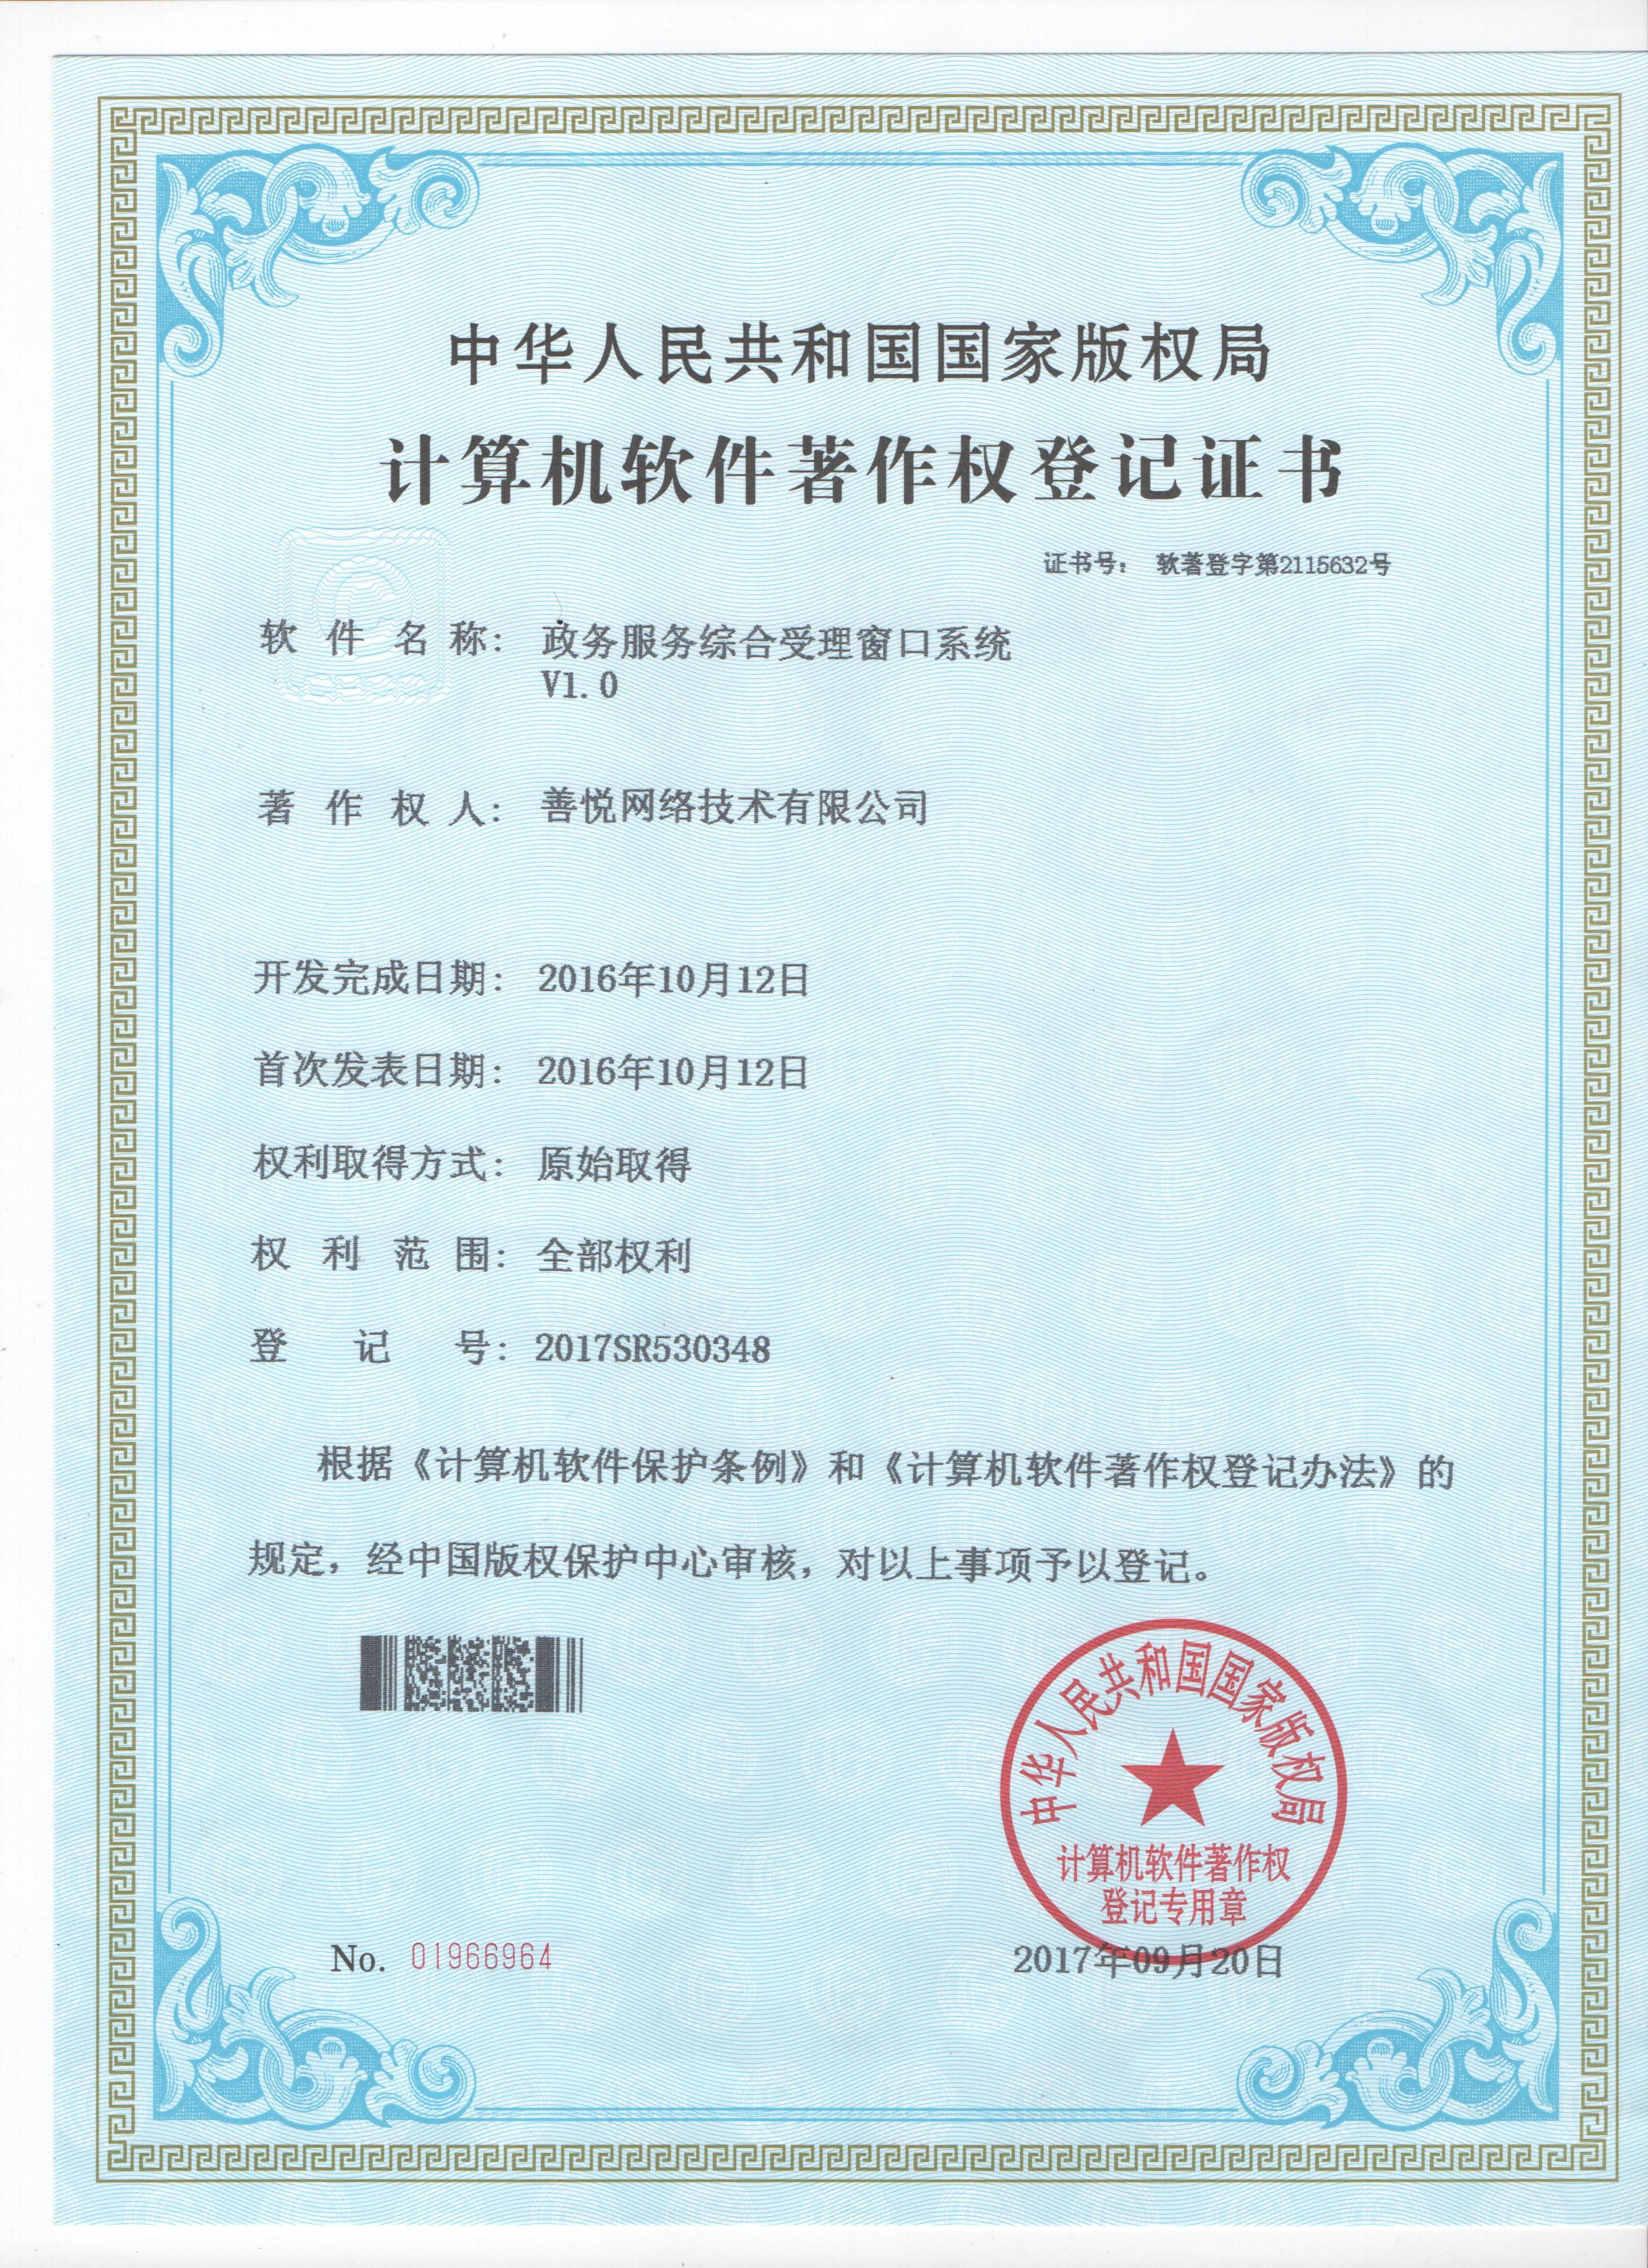 中华人民共和国国家版权局
计算机软件著作权登记证书
证书号： 软著登字第2115632号
软件名称： 政务服务综合受理窗口系统
V1.0
著作权人： 善悦网络技术有限公司
开发完成日期： 2016年10月12日
首次发表日期： 2016年10月12日
权利取得方式： 原始取得
权利范围： 全部权利
登记号： 2017SR530348
根据《计算机软件保护条例》和《计算机软件著作权登记办法》的
规定，经中国版权保护中心审核，对以上事项予以登记。
中华人民共和国国家版权局
计算机软件著作权
登记专用章
No. 01966964
2017年09月20日